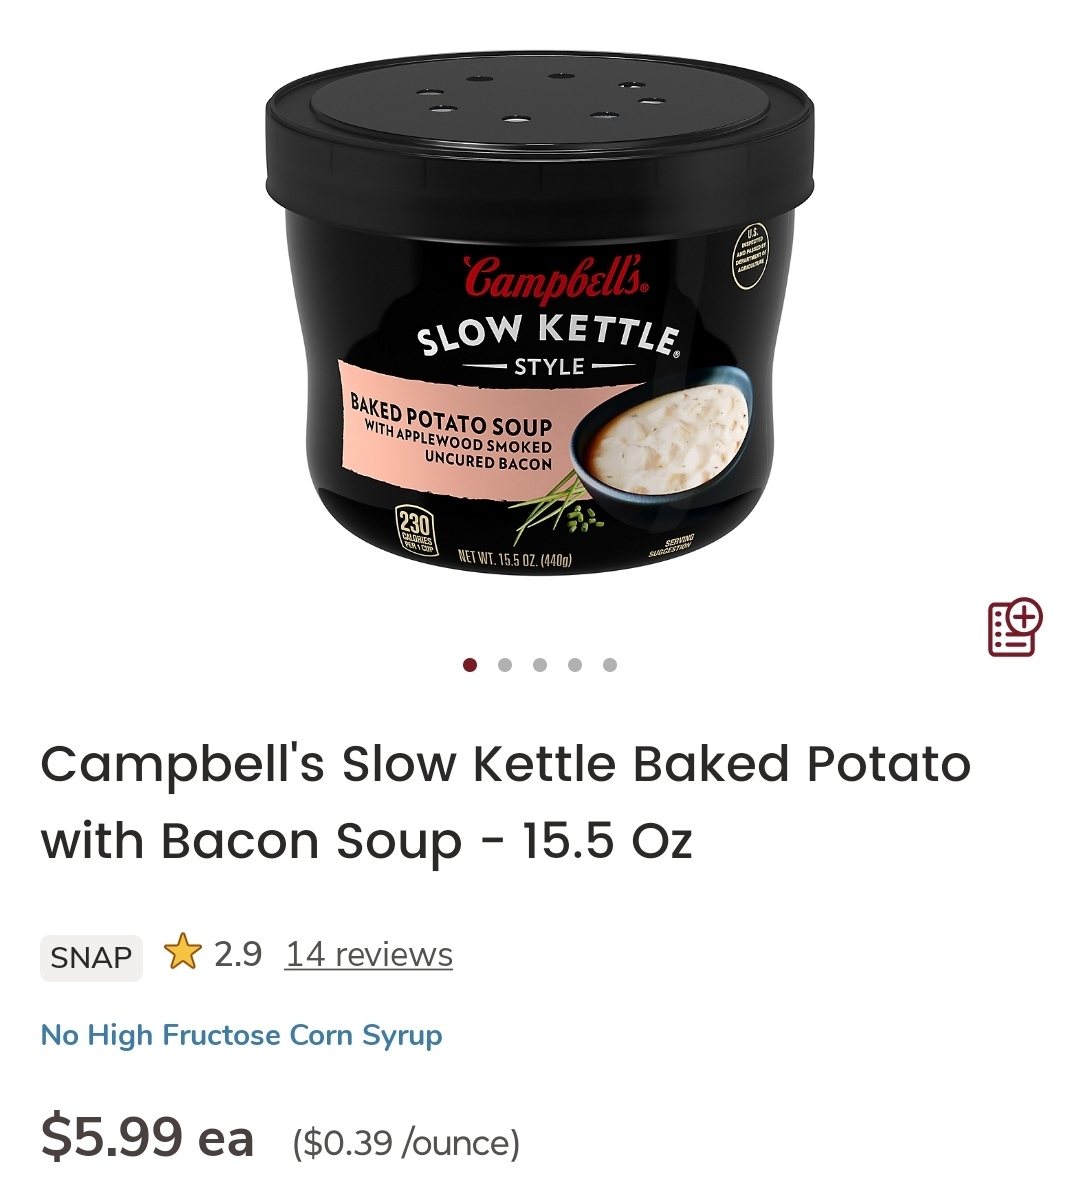 Campbell's®
SLOW KETTLE®
STYLE
U.S.
INSPECTED
AND PASSED BY
DEPARTMENT OF
AGRICULTURE
BAKED POTATO SOUP
WITH APPLEWOOD SMOKED
UNCURED BACON
230
CALORIES
PER 1 CUP
NET WT. 15.5 OZ. (440g)
SERVING
SUGGESTION
Campbell's Slow Kettle Baked Potato
with Bacon Soup - 15.5 Oz
SNAP 2.9 14 reviews
No High Fructose Corn Syrup
$5.99 ea ($0.39 /ounce)